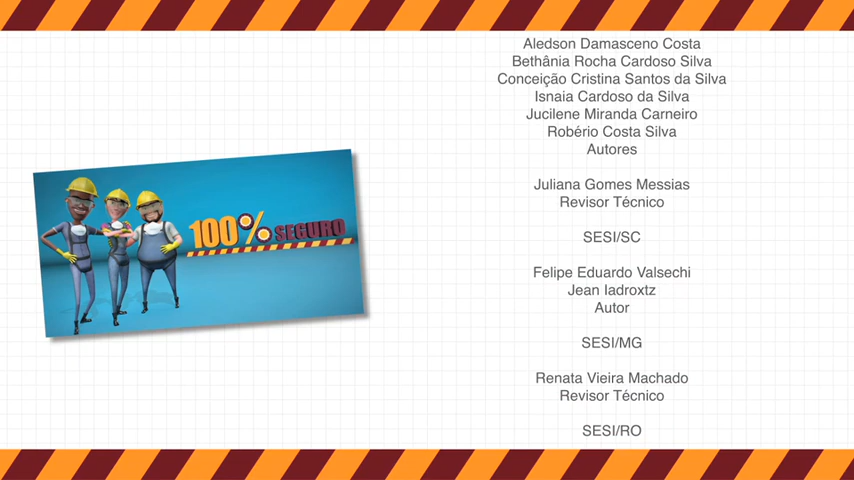 Aledson Damasceno Costa
Bethânia Rocha Cardoso Silva
Conceição Cristina Santos da Silva
Isnaia Cardoso da Silva
Jucilene Miranda Carneiro
Robério Costa Silva
Autores
Juliana Gomes Messias
Revisor Técnico
SESI/SC
Felipe Eduardo Valsechi
Jean Iadroxtz
Autor
SESI/MG
Renata Vieira Machado
Revisor Técnico
SESI/RO
100% SEGURO